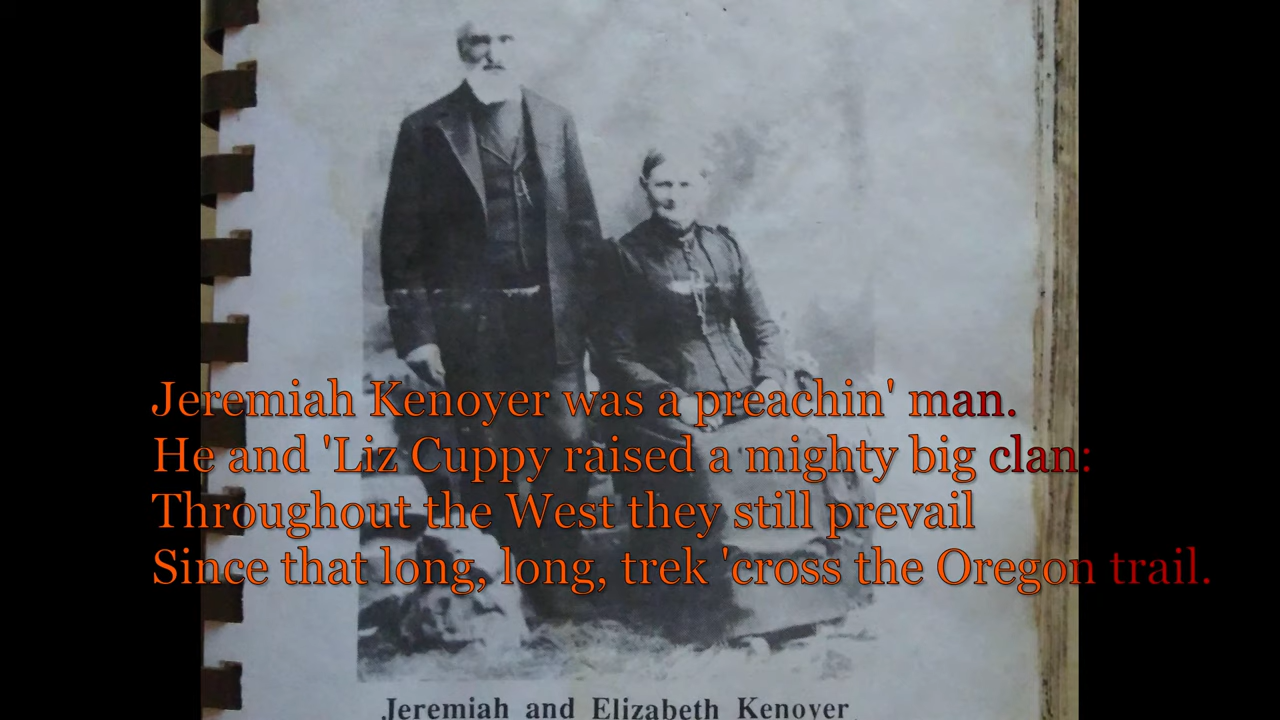 Jeremiah Kenoyer was a preachin' man.
He and 'Liz Cuppy raised a mighty big clan:
Throughout the West they still prevail
Since that long, long, trek 'cross the Oregon trail.
Jeremiah and Elizabeth Kenoyer